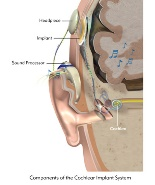 Headpiece
Implant
Sound Processor
Cochlea
Components of the Cochlear Implant System